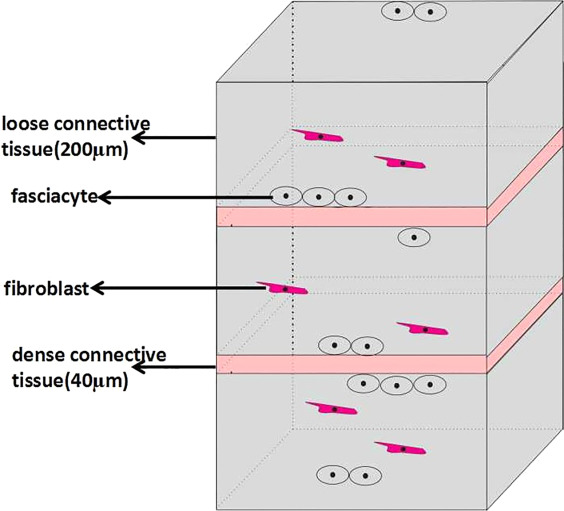 loose connective
tissue(200μm)
fasciacyte
fibroblast
dense connective
tissue(40μm)